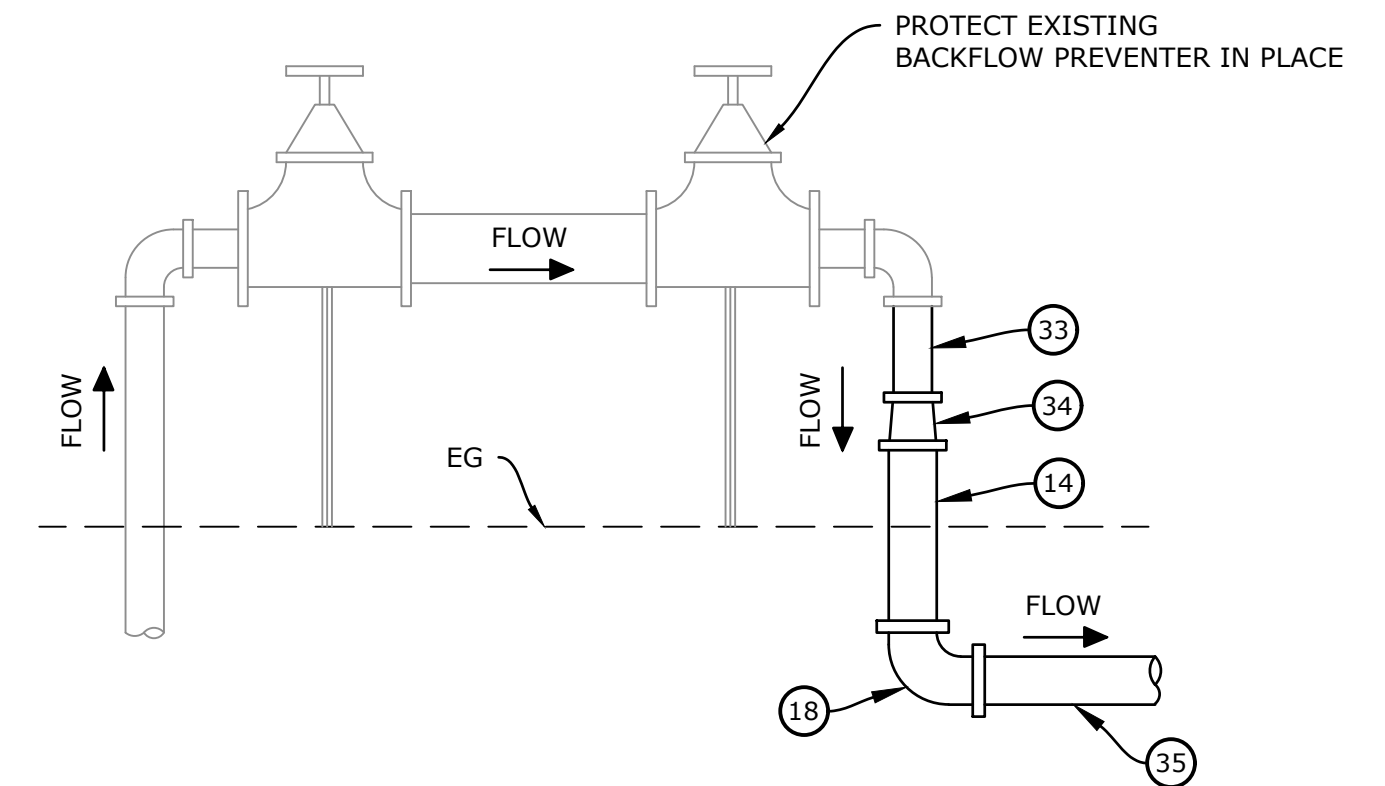 PROTECT EXISTING
BACKFLOW PREVENTER IN PLACE
FLOW
33
FLOW
FLOW
34
EG
14
FLOW
18
35